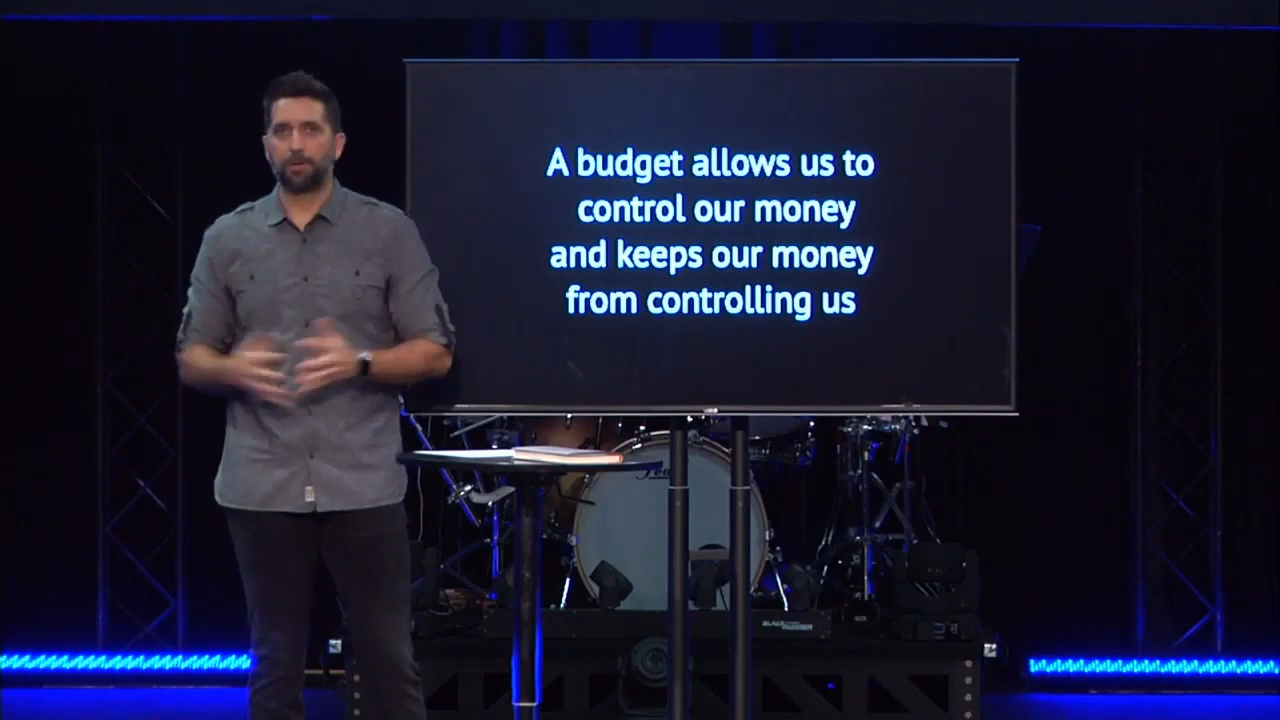 A budget allows us to
control our money
and keeps our money
from controlling us